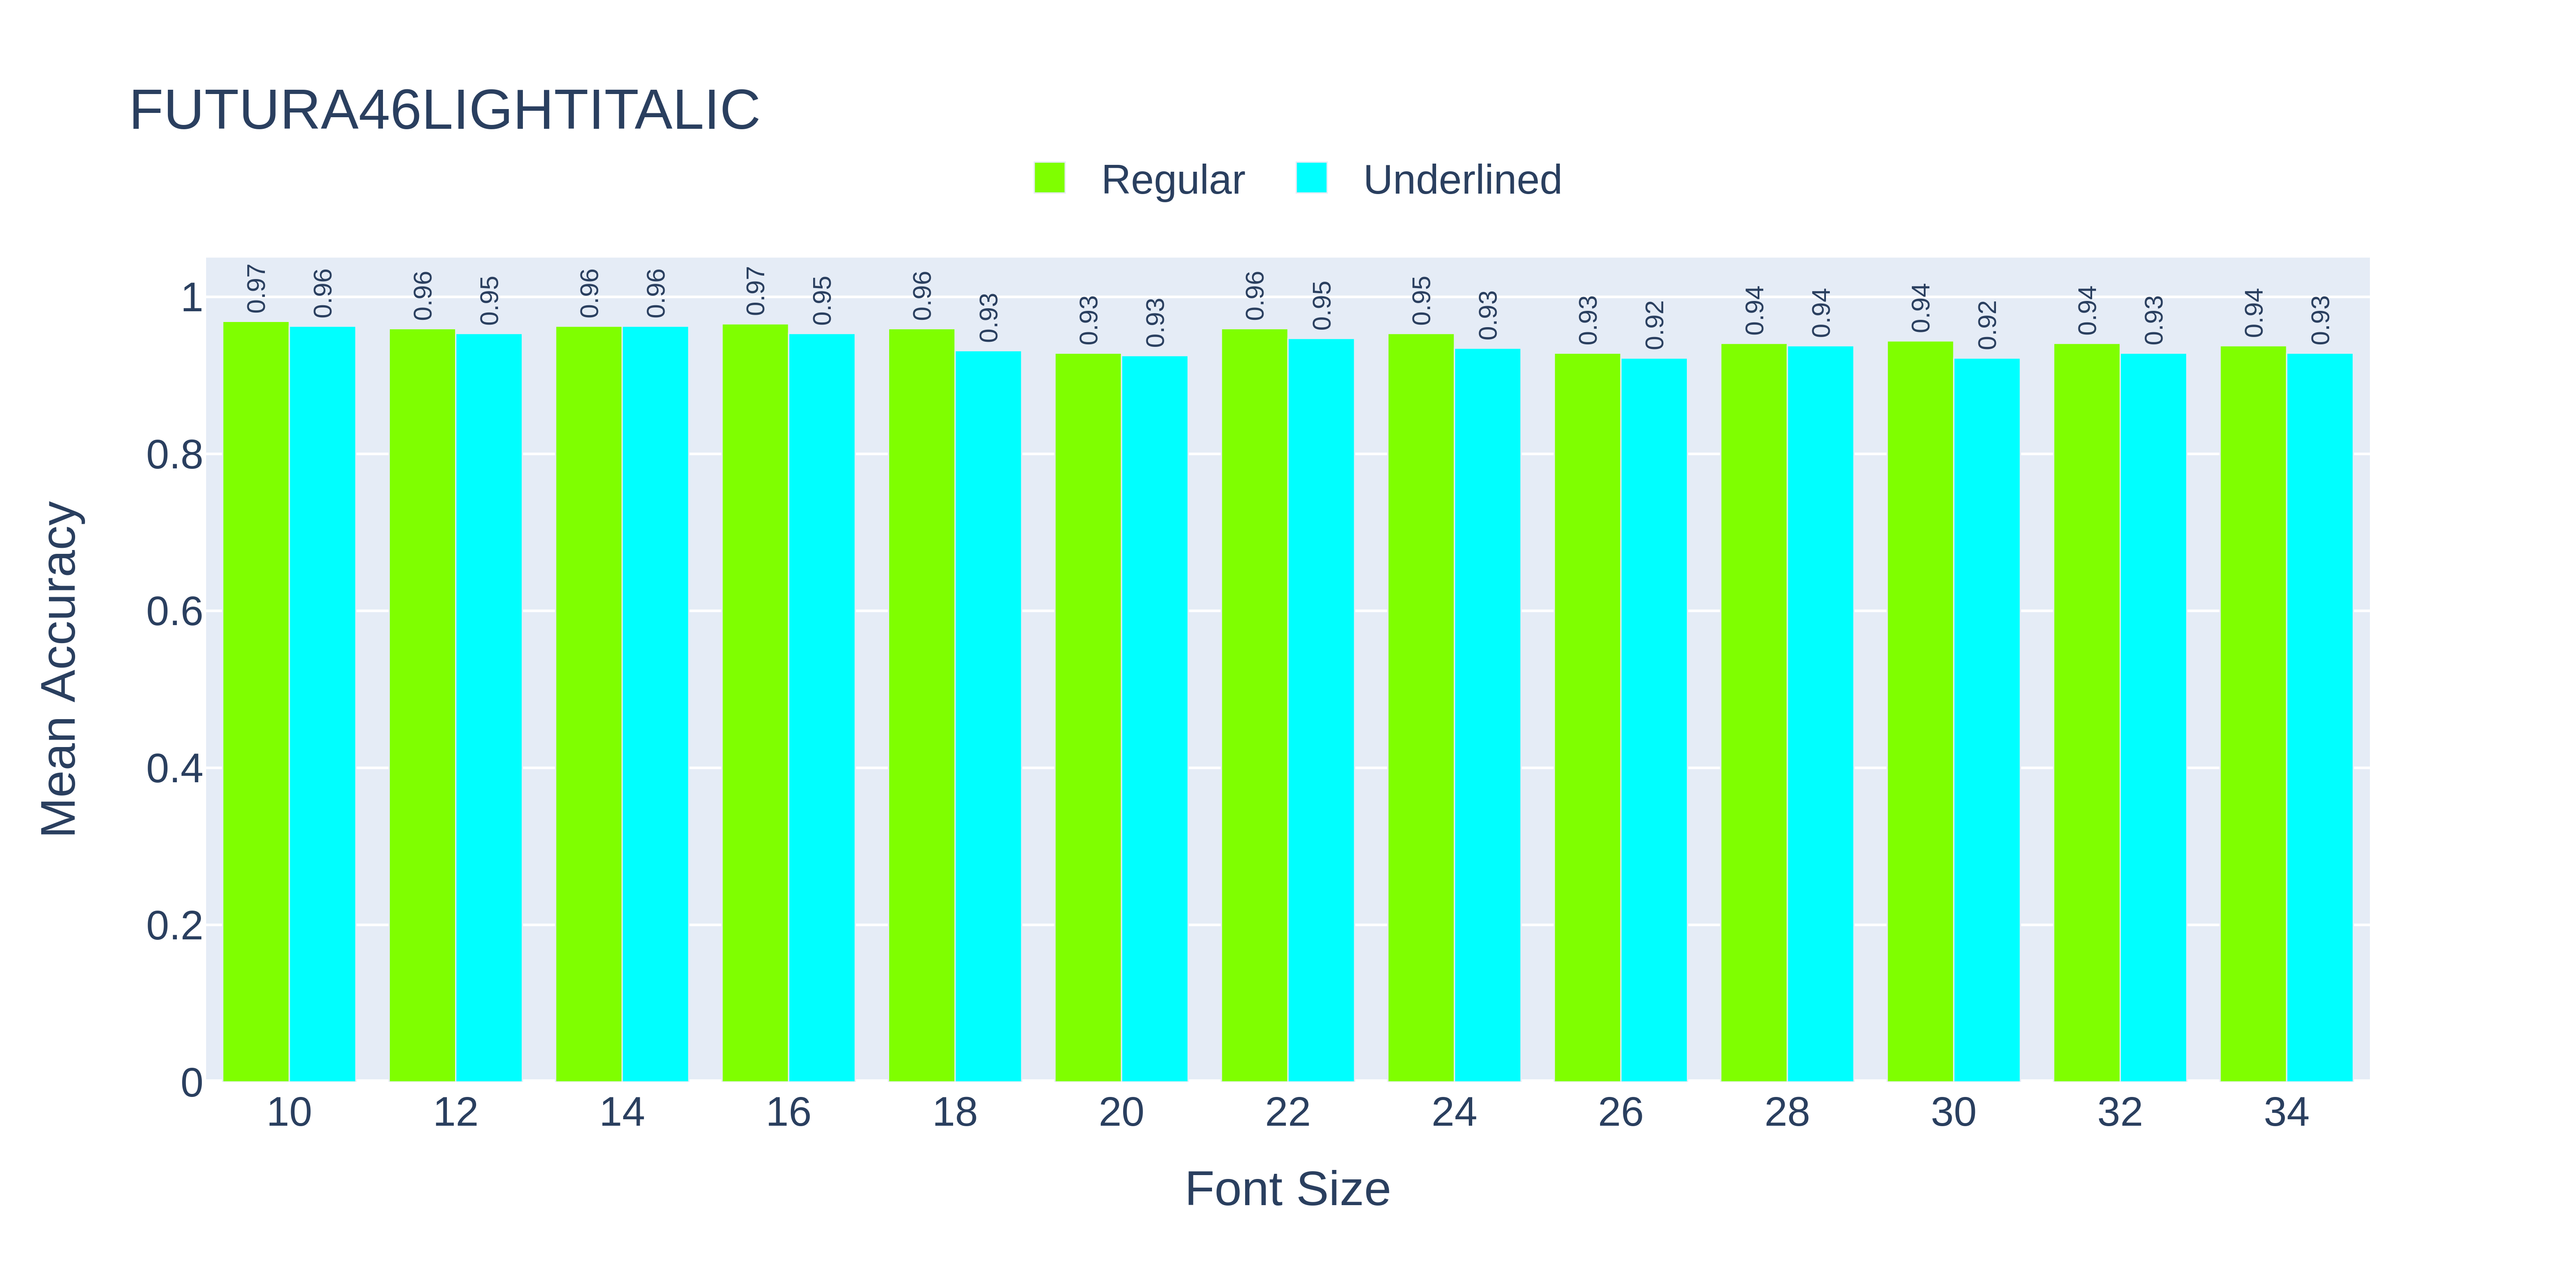 FUTURA46LIGHTITALIC
Regular Underlined
0.97 0.96 0.96 0.95 0.96 0.96 0.97 0.95 0.96 0.93 0.93 0.93 0.96 0.95 0.95 0.93 0.93 0.92 0.94 0.94 0.94 0.92 0.94 0.93 0.94 0.93
1
0.8
0.6
0.4
0.2
0
Mean Accuracy
10 12 14 16 18 20 22 24 26 28 30 32 34
Font Size